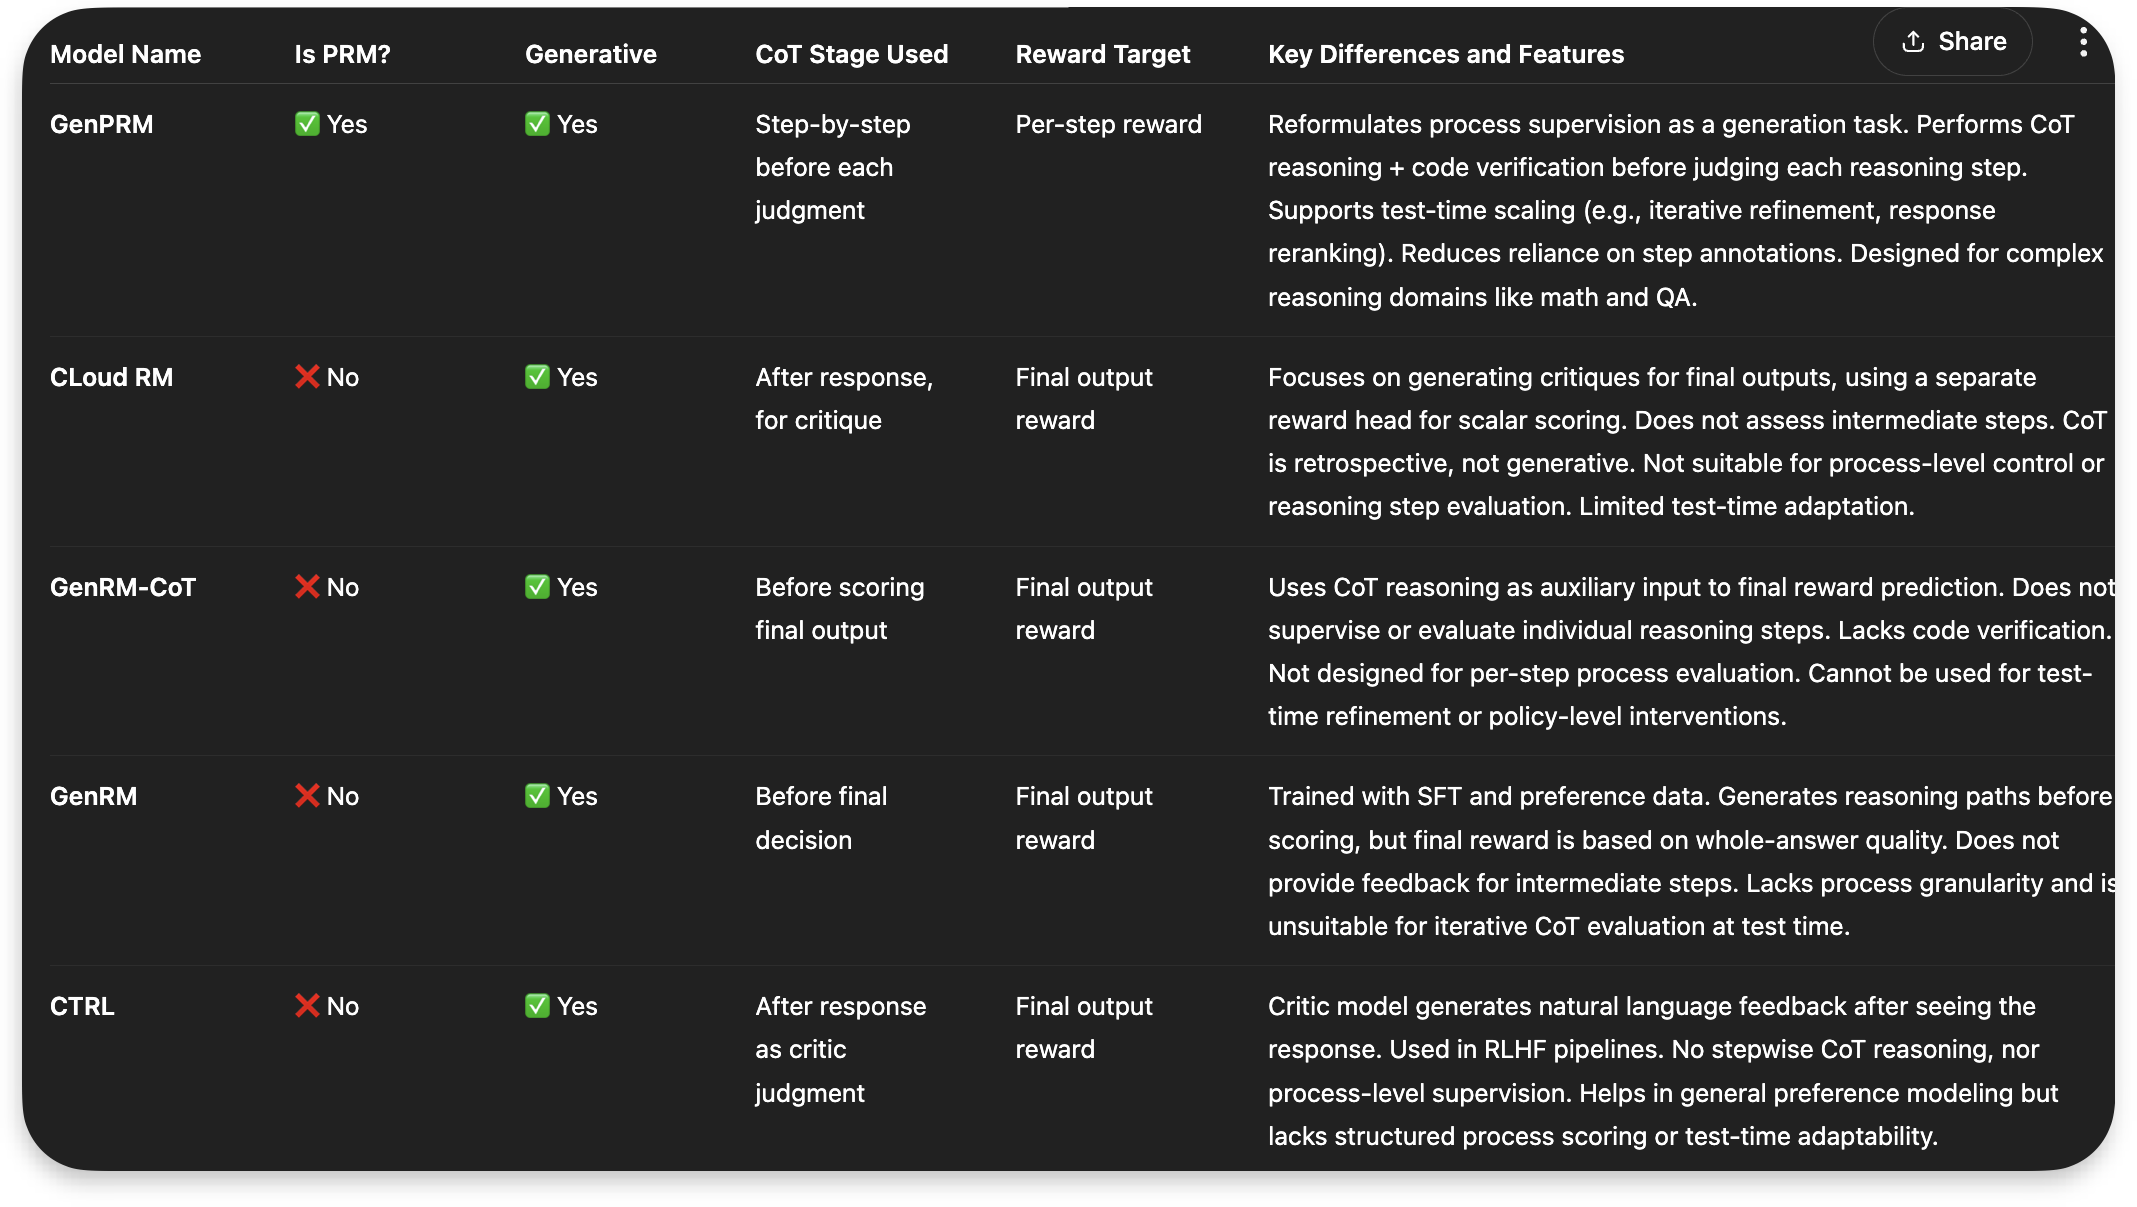 Model Name Is PRM? Generative CoT Stage Used Reward Target Key Differences and Features Share
GenPRM ✅ Yes ✅ Yes Step-by-step Per-step reward Reformulates process supervision as a generation task. Performs CoT
before each reasoning + code verification before judging each reasoning step.
judgment Supports test-time scaling (e.g., iterative refinement, response
reranking). Reduces reliance on step annotations. Designed for complex
reasoning domains like math and QA.
CLoud RM ❌ No ✅ Yes After response, Final output Focuses on generating critiques for final outputs, using a separate
for critique reward reward head for scalar scoring. Does not assess intermediate steps. CoT
is retrospective, not generative. Not suitable for process-level control or
reasoning step evaluation. Limited test-time adaptation.
GenRM-CoT ❌ No ✅ Yes Before scoring Final output Uses CoT reasoning as auxiliary input to final reward prediction. Does not
final output reward supervise or evaluate individual reasoning steps. Lacks code verification.
Not designed for per-step process evaluation. Cannot be used for test-
time refinement or policy-level interventions.
GenRM ❌ No ✅ Yes Before final Final output Trained with SFT and preference data. Generates reasoning paths before
decision reward scoring, but final reward is based on whole-answer quality. Does not
provide feedback for intermediate steps. Lacks process granularity and is
unsuitable for iterative CoT evaluation at test time.
CTRL ❌ No ✅ Yes After response Final output Critic model generates natural language feedback after seeing the
as critic reward response. Used in RLHF pipelines. No stepwise CoT reasoning, nor
judgment process-level supervision. Helps in general preference modeling but
lacks structured process scoring or test-time adaptability.